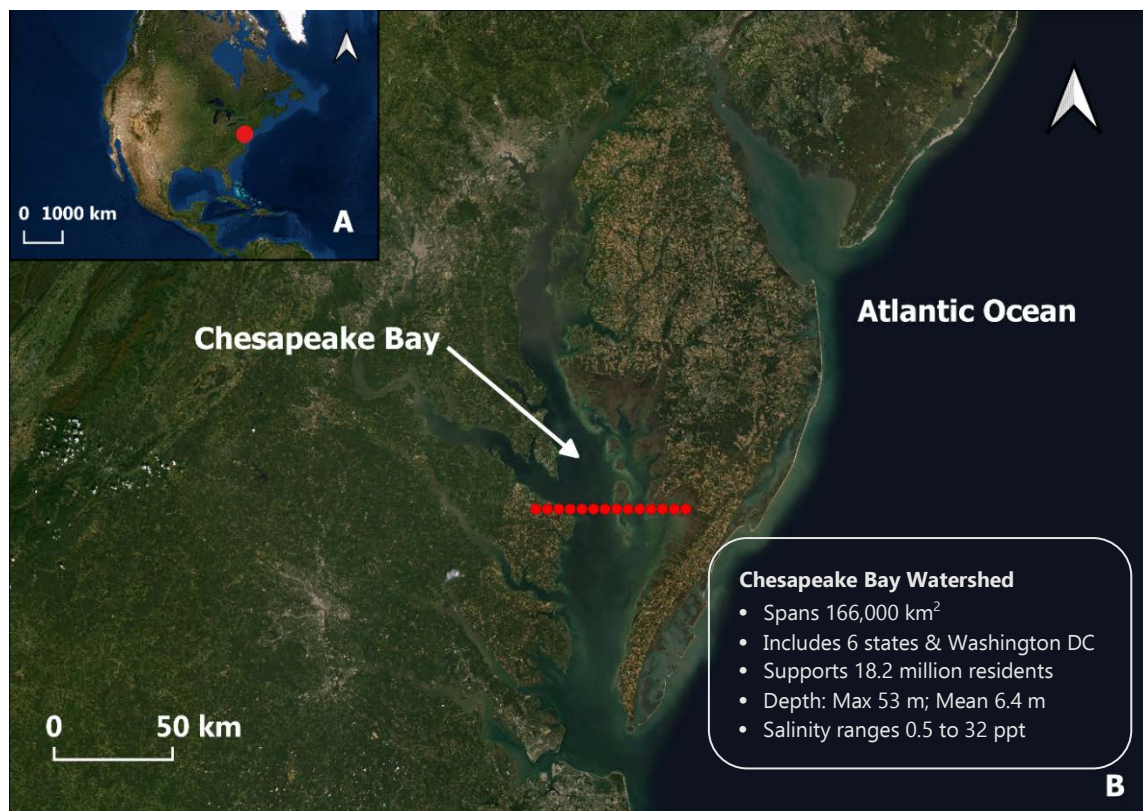 0 1000 km
A
Atlantic Ocean
Chesapeake Bay
Chesapeake Bay Watershed
• Spans 166,000 km²
• Includes 6 states & Washington DC
• Supports 18.2 million residents
• Depth: Max 53 m; Mean 6.4 m
• Salinity ranges 0.5 to 32 ppt
0 50 km
B